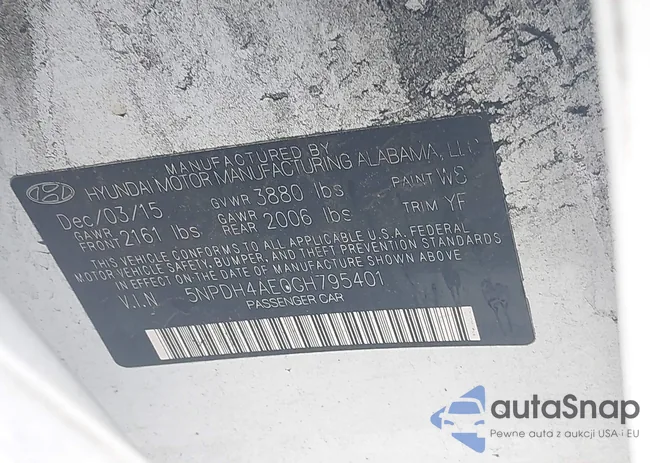 MANUFACTURED BY
HYUNDAI MOTOR MANUFACTURING ALABAMA, LLC
Dec/03/15 GVWR 3880 lbs PAINT W8
GAWR FRONT 2161 lbs GAWR REAR 2006 lbs TRIM YF
THIS VEHICLE CONFORMS TO ALL APPLICABLE U.S.A. FEDERAL
MOTOR VEHICLE SAFETY, BUMPER, AND THEFT PREVENTION STANDARDS
IN EFFECT ON THE DATE OF MANUFACTURE SHOWN ABOVE
V.I.N 5NPDH4AE0GH795401
PASSENGER CAR
autaSnap
Pewne auta z aukcji USA i EU